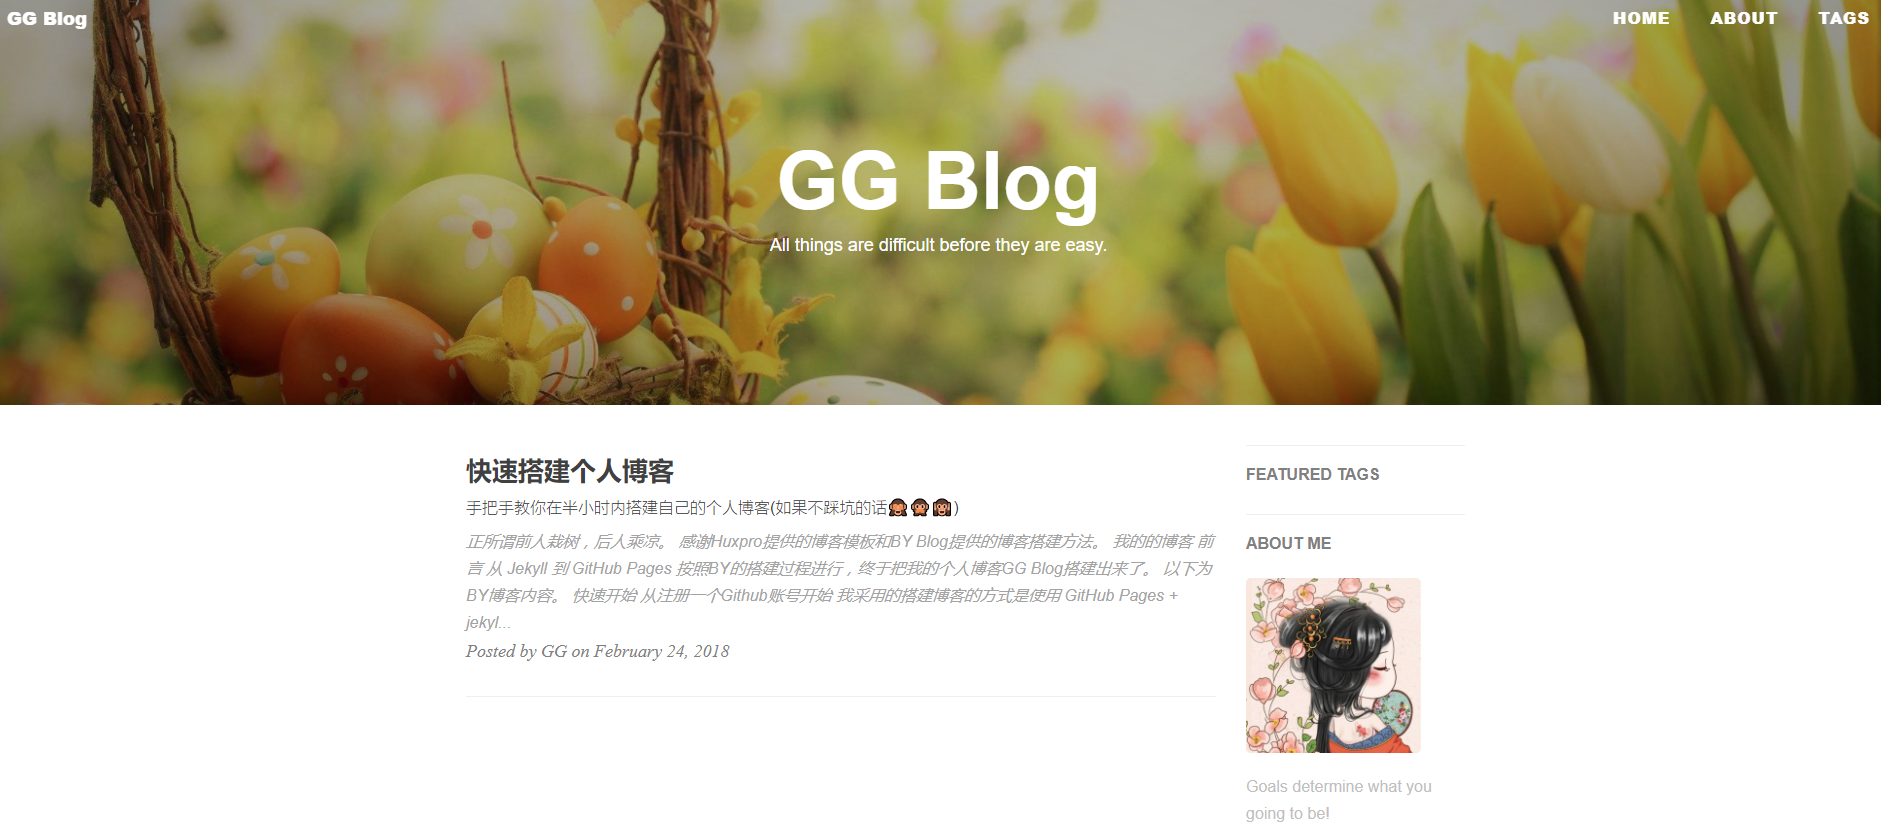 GG Blog
HOME
ABOUT
TAGS
GG Blog
All things are difficult before they are easy.
快速搭建个人博客
手把手教你在半小时内搭建自己的个人博客(如果不踩坑的话🙈🙊🙉)
正所谓前人栽树，后人乘凉。 感谢Huxpro提供的博客模板和BY Blog提供的博客搭建方法。 我的的博客 前
言 从 Jekyll 到 GitHub Pages 按照BY的搭建过程进行，终于把我的个人博客GG Blog搭建出来了。 以下为
BY博客内容。 快速开始 从注册一个Github账号开始 我采用的搭建博客的方式是使用 GitHub Pages +
jekyl...
Posted by GG on February 24, 2018
FEATURED TAGS
ABOUT ME
Goals determine what you
going to be!